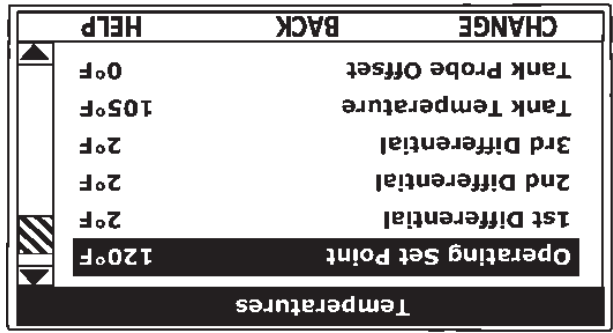 Temperatures
Operating Set Point 120°F
1st Differential 2°F
2nd Differential 2°F
3rd Differential 2°F
Tank Temperature 105°F
Tank Probe Offset 0°F
CHANGE BACK HELP